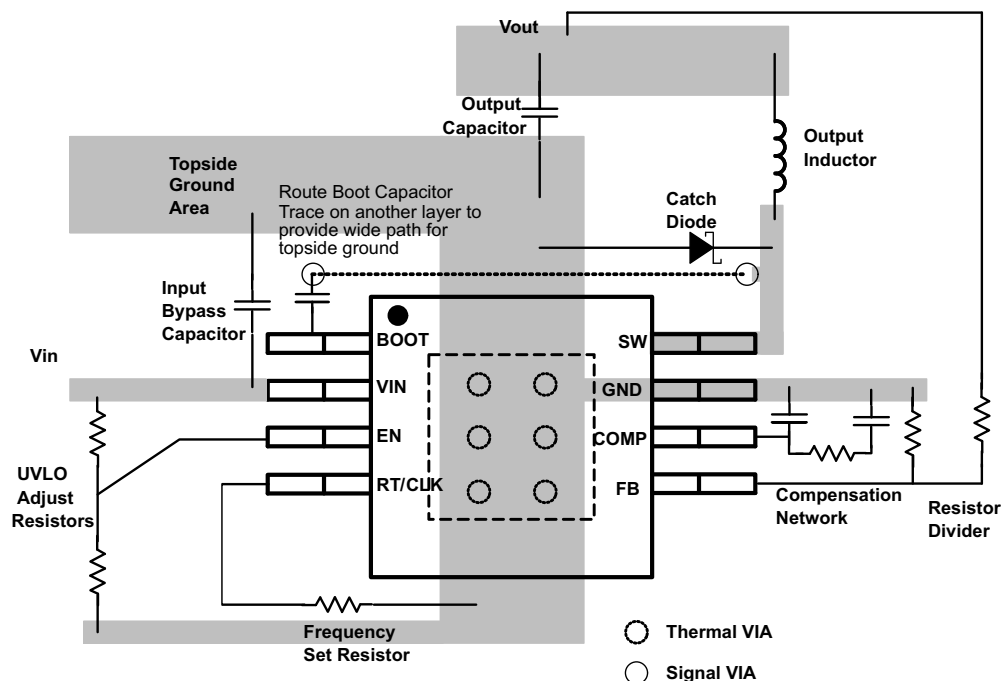 Vout
Output
Capacitor
Output
Inductor
Topside
Ground
Area
Route Boot Capacitor
Trace on another layer to
provide wide path for
topside ground
Catch
Diode
Input
Bypass
Capacitor
Vin
BOOT
SW
VIN
GND
EN
COMP
RT/CLK
FB
UVLO
Adjust
Resistors
Compensation
Network
Resistor
Divider
Frequency
Set Resistor
Thermal VIA
Signal VIA